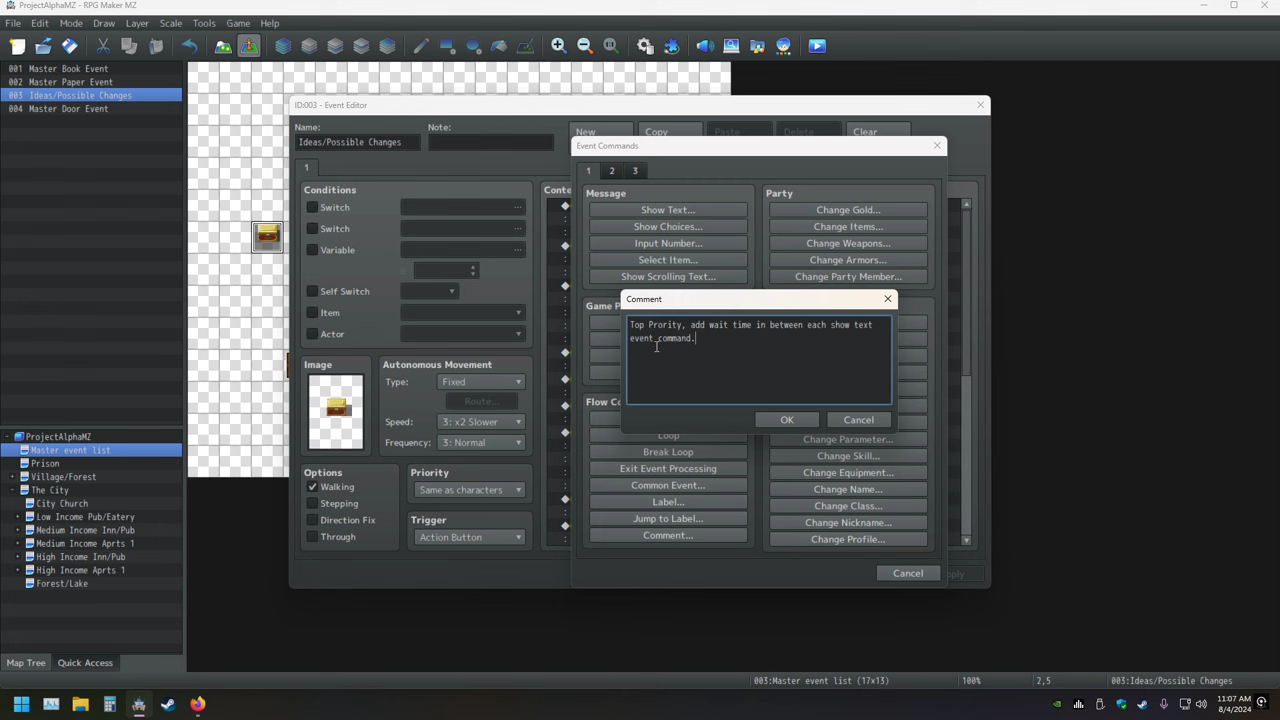 ProjectAlphaMZ - RPG Maker MZ
File Edit Mode Draw Layer Scale Tools Game Help
001 Master Book Event
002 Master Paper Event
003 Ideas/Possible Changes
004 Master Door Event
ID:003 - Event Editor
Name:
Note:
Ideas/Possible Changes
New
Copy
Paste
Delete
Clear
1
Conditions
Switch
Switch
Variable
Self Switch
Item
Actor
Image
Autonomous Movement
Type:
Fixed
Route...
Speed:
3: x2 Slower
Frequency:
3: Normal
Options
Walking
Stepping
Direction Fix
Through
Priority
Same as characters
Trigger
Action Button
Event Commands
1 2 3
Message
Show Text...
Show Choices...
Input Number...
Select Item...
Show Scrolling Text...
Party
Change Gold...
Change Items...
Change Weapons...
Change Armors...
Change Party Member...
Game P
Comment
Top Prority, add wait time in between each show text
event command.
OK
Cancel
Flow Co
Loop
Break Loop
Exit Event Processing
Common Event...
Label...
Jump to Label...
Comment...
Change Parameter...
Change Skill...
Change Equipment...
Change Name...
Change Class...
Change Nickname...
Change Profile...
Cancel
ProjectAlphaMZ
Master event list
Prison
Village/Forest
The City
City Church
Low Income Pub/Eatery
Medium Income Inn/Pub
Medium Income Aprts 1
High Income Inn/Pub
High Income Aprts 1
Forest/Lake
Map Tree
Quick Access
003:Master event list (17x13)
100%
2,5
003:Ideas/Possible Changes
11:07 AM
8/4/2024